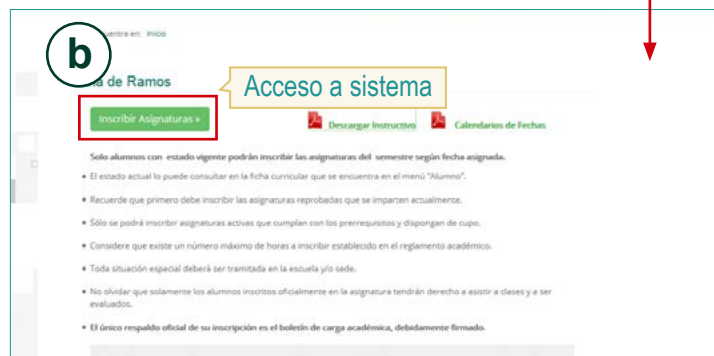 uentra en: Inicio
b
a de Ramos
Acceso a sistema
Inscribir Asignaturas »
Descargar Instructivo
Calendarios de Fechas
Solo alumnos con estado vigente podrán inscribir las asignaturas del semestre según fecha asignada.
• El estado actual lo puede consultar en la ficha curricular que se encuentra en el menú "Alumno".
• Recuerde que primero debe inscribir las asignaturas reprobadas que se imparten actualmente.
• Sólo se podrá inscribir asignaturas activas que cumplan con los prerrequisitos y dispongan de cupo.
• Considere que existe un número máximo de horas a inscribir establecido en el reglamento académico.
• Toda situación especial deberá ser tramitada en la escuela y/o sede.
• No olvidar que solamente los alumnos inscritos oficialmente en la asignatura tendrán derecho a asistir a clases y a ser
evaluados.
• El único respaldo oficial de su inscripción es el boletín de carga académica, debidamente firmado.